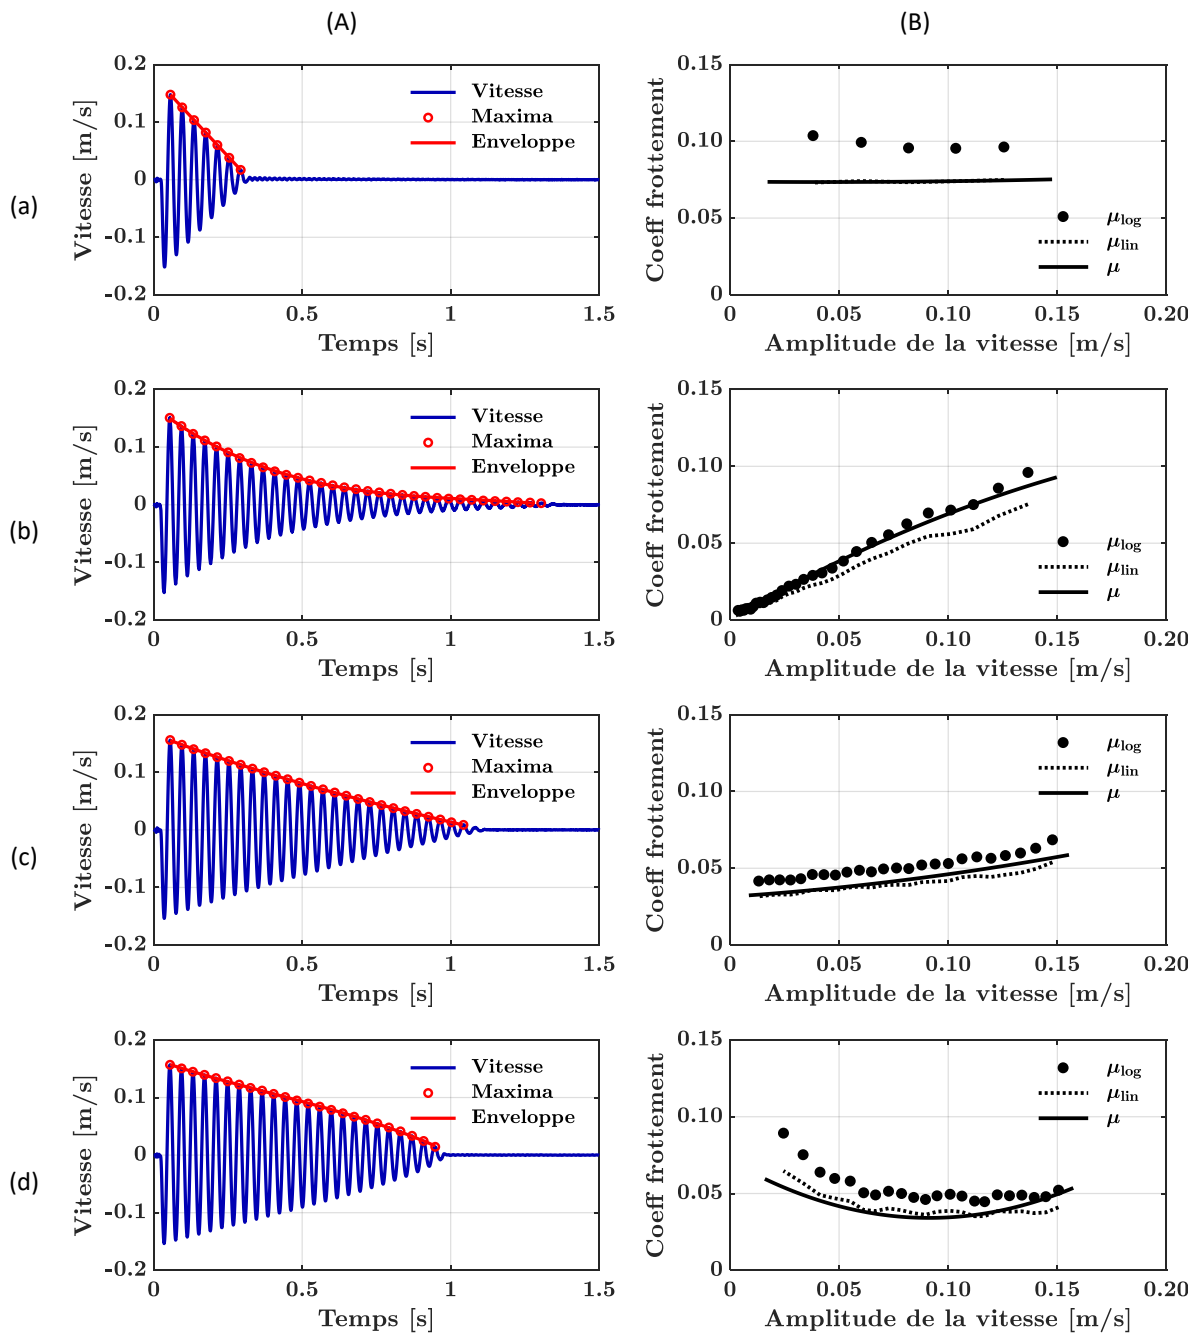 (A) (B)
(a)
Vitesse [m/s]
0.2
0.1
0
-0.1
-0.2
Vitesse
Maxima
Enveloppe
0 0.5 1 1.5
Temps [s]
Coeff frottement
0.15
0.10
0.05
0
μlog
μlin
μ
0 0.05 0.10 0.15 0.20
Amplitude de la vitesse [m/s]
(b)
Vitesse [m/s]
0.2
0.1
0
-0.1
-0.2
Vitesse
Maxima
Enveloppe
0 0.5 1 1.5
Temps [s]
Coeff frottement
0.15
0.10
0.05
0
μlog
μlin
μ
0 0.05 0.10 0.15 0.20
Amplitude de la vitesse [m/s]
(c)
Vitesse [m/s]
0.2
0.1
0
-0.1
-0.2
Vitesse
Maxima
Enveloppe
0 0.5 1 1.5
Temps [s]
Coeff frottement
0.15
0.10
0.05
0
μlog
μlin
μ
0 0.05 0.10 0.15 0.20
Amplitude de la vitesse [m/s]
(d)
Vitesse [m/s]
0.2
0.1
0
-0.1
-0.2
Vitesse
Maxima
Enveloppe
0 0.5 1 1.5
Temps [s]
Coeff frottement
0.15
0.10
0.05
0
μlog
μlin
μ
0 0.05 0.10 0.15 0.20
Amplitude de la vitesse [m/s]